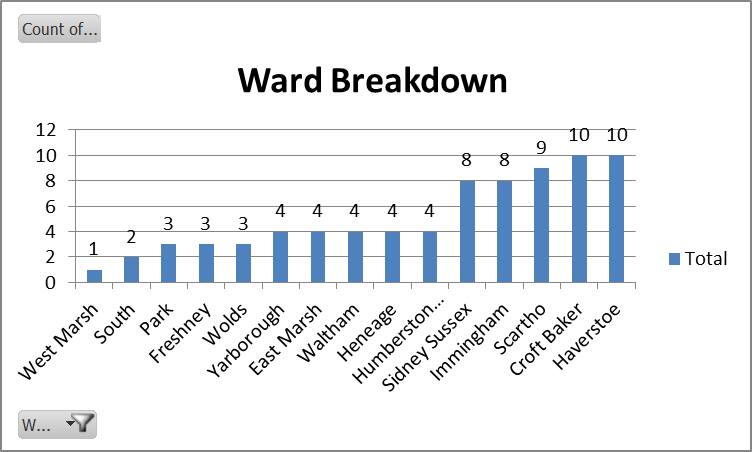 Count of...
Ward Breakdown
12
10
8
6
4
2
0
1
2
3
3
3
4
4
4
4
4
8
8
9
10
10
West Marsh
South
Park
Freshney
Wolds
Yarborough
East Marsh
Waltham
Heneage
Humberston...
Sidney Sussex
Immingham
Scartho
Croft Baker
Haverstoe
Total
W...